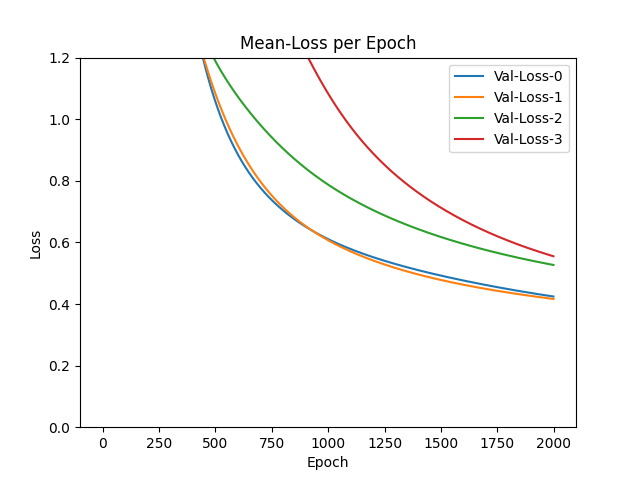 Mean-Loss per Epoch
Val-Loss-0
Val-Loss-1
Val-Loss-2
Val-Loss-3
Loss
1.2
1.0
0.8
0.6
0.4
0.2
0.0
0 250 500 750 1000 1250 1500 1750 2000
Epoch